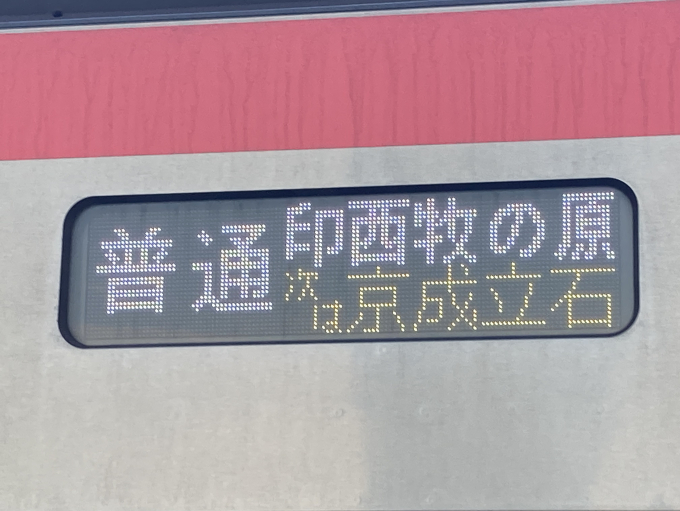 普通 印西牧の原
次は 京成立石